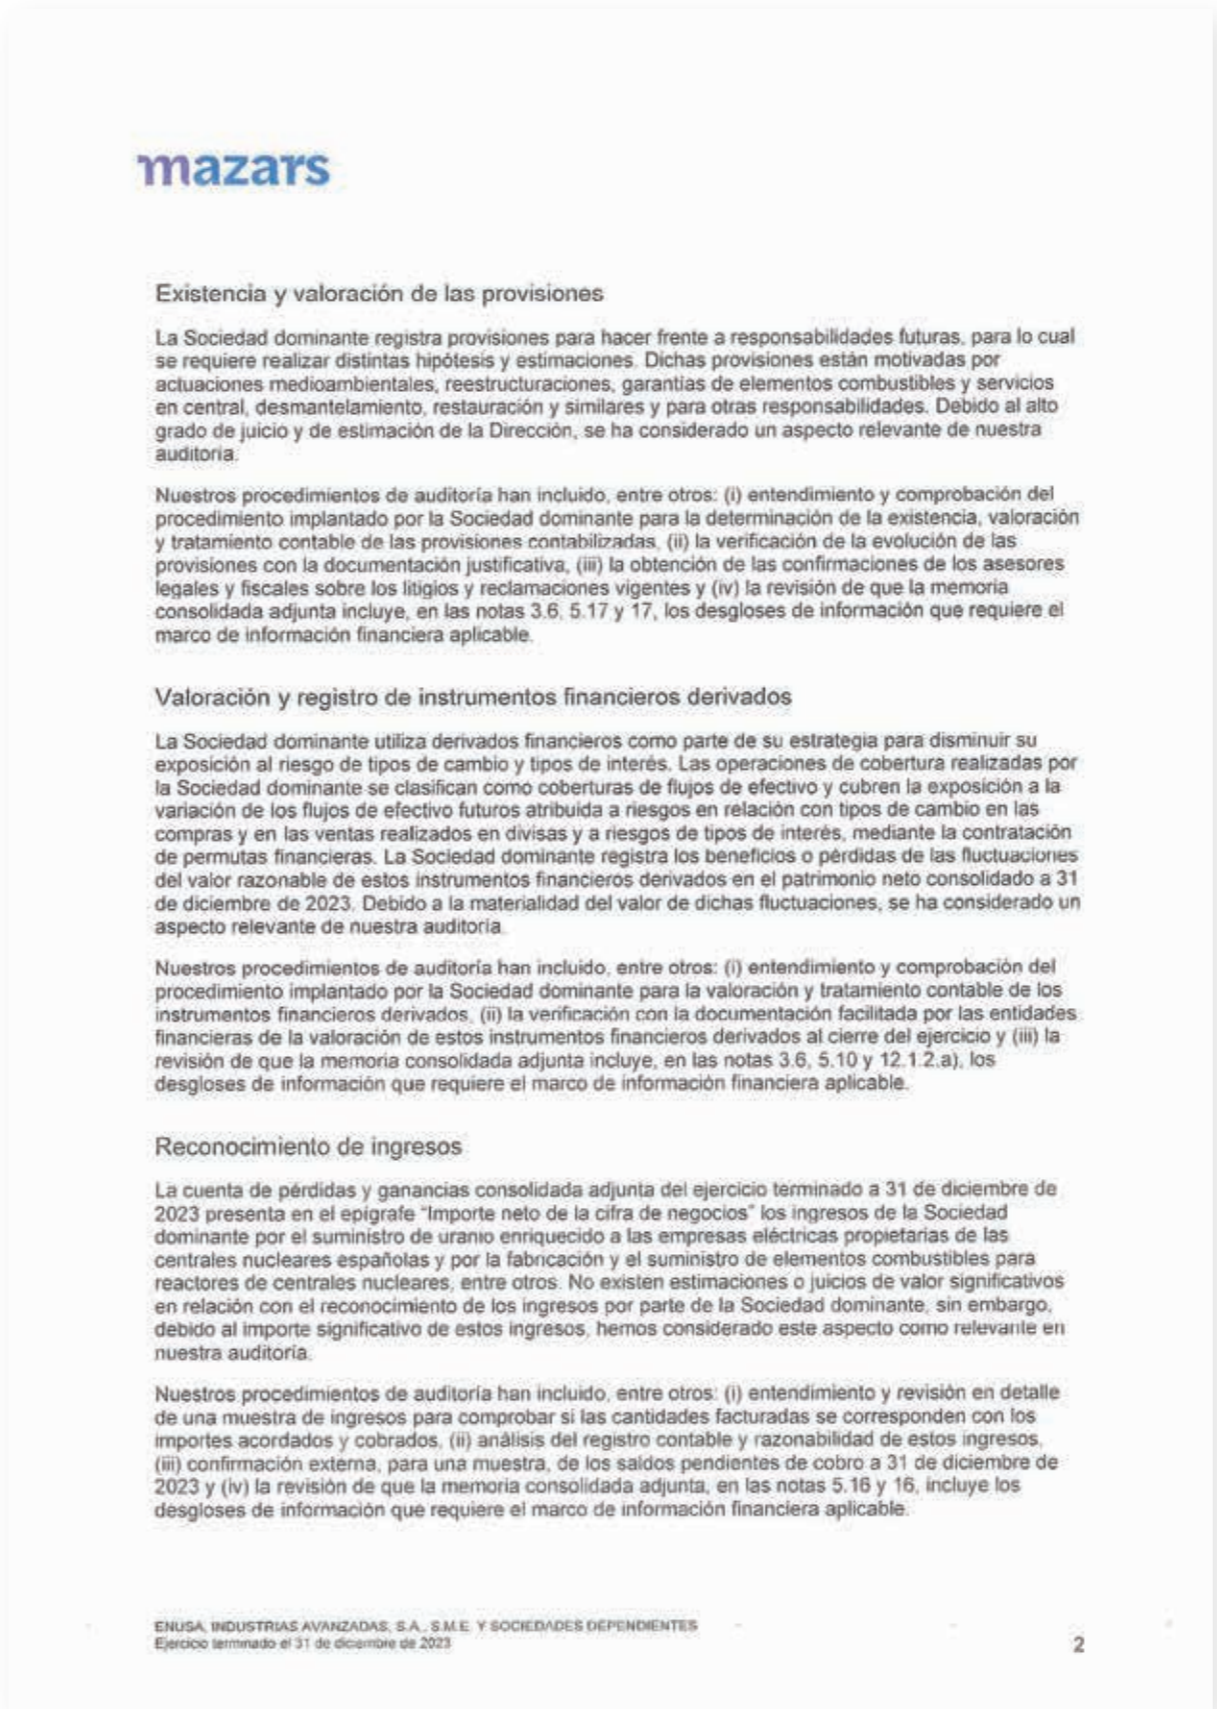 mazars
Existencia y valoración de las provisiones
La Sociedad dominante registra provisiones para hacer frente a responsabilidades futuras, para lo cual
se requiere realizar distintas hipótesis y estimaciones. Dichas provisiones están motivadas por
actuaciones medioambientales, reestructuraciones, garantías de elementos combustibles y servicios
en central, desmantelamiento, restauración y similares y para otras responsabilidades. Debido al alto
grado de juicio y de estimación de la Dirección, se ha considerado un aspecto relevante de nuestra
auditoría.
Nuestros procedimientos de auditoría han incluido, entre otros: (i) entendimiento y comprobación del
procedimiento implantado por la Sociedad dominante para la determinación de la existencia, valoración
y tratamiento contable de las provisiones contabilizadas, (ii) la verificación de la evolución de las
provisiones con la documentación justificativa, (iii) la obtención de las confirmaciones de los asesores
legales y fiscales sobre los litigios y reclamaciones vigentes y (iv) la revisión de que la memoria
consolidada adjunta incluye, en las notas 3.6, 5.17 y 17, los desgloses de información que requiere el
marco de información financiera aplicable.
Valoración y registro de instrumentos financieros derivados
La Sociedad dominante utiliza derivados financieros como parte de su estrategia para disminuir su
exposición al riesgo de tipos de cambio y tipos de interés. Las operaciones de cobertura realizadas por
la Sociedad dominante se clasifican como coberturas de flujos de efectivo y cubren la exposición a la
variación de los flujos de efectivo futuros atribuida a riesgos en relación con tipos de cambio en las
compras y en las ventas realizados en divisas y a riesgos de tipos de interés, mediante la contratación
de permutas financieras. La Sociedad dominante registra los beneficios o pérdidas de las fluctuaciones
del valor razonable de estos instrumentos financieros derivados en el patrimonio neto consolidado a 31
de diciembre de 2023. Debido a la materialidad del valor de dichas fluctuaciones, se ha considerado un
aspecto relevante de nuestra auditoría.
Nuestros procedimientos de auditoría han incluido, entre otros: (i) entendimiento y comprobación del
procedimiento implantado por la Sociedad dominante para la valoración y tratamiento contable de los
instrumentos financieros derivados, (ii) la verificación con la documentación facilitada por las entidades
financieras de la valoración de estos instrumentos financieros derivados al cierre del ejercicio y (iii) la
revisión de que la memoria consolidada adjunta incluye, en las notas 3.6, 5.10 y 12.1.2.a), los
desgloses de información que requiere el marco de información financiera aplicable.
Reconocimiento de ingresos
La cuenta de pérdidas y ganancias consolidada adjunta del ejercicio terminado a 31 de diciembre de
2023 presenta en el epígrafe "Importe neto de la cifra de negocios" los ingresos de la Sociedad
dominante por el suministro de uranio enriquecido a las empresas eléctricas propietarias de las
centrales nucleares españolas y por la fabricación y el suministro de elementos combustibles para
reactores de centrales nucleares, entre otros. No existen estimaciones o juicios de valor significativos
en relación con el reconocimiento de los ingresos por parte de la Sociedad dominante, sin embargo,
debido al importe significativo de estos ingresos, hemos considerado este aspecto como relevante en
nuestra auditoría.
Nuestros procedimientos de auditoría han incluido, entre otros: (i) entendimiento y revisión en detalle
de una muestra de ingresos para comprobar si las cantidades facturadas se corresponden con los
importes acordados y cobrados, (ii) análisis del registro contable y razonabilidad de estos ingresos,
(iii) confirmación externa, para una muestra, de los saldos pendientes de cobro a 31 de diciembre de
2023 y (iv) la revisión de que la memoria consolidada adjunta, en las notas 5.16 y 16, incluye los
desgloses de información que requiere el marco de información financiera aplicable.
ENUSA, INDUSTRIAS AVANZADAS, S.A., S.M.E. Y SOCIEDADES DEPENDIENTES
Ejercicio terminado el 31 de diciembre de 2023
2